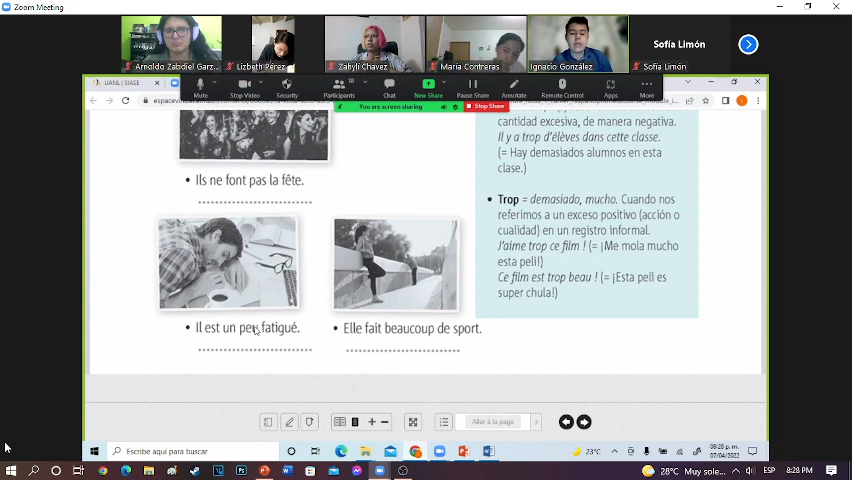 Zoom Meeting
Arnoldo Zabdiel Garz...
Lizbeth Pérez
Zahylí Chavez
María Contreras
Ignacio González
Sofía Limón
Sofía Limón
UANL | SIASE
Mute
Stop Video
Security
Participants
18
Chat
New Share
Pause Share
Annotate
Remote Control
Apps
More
You are screen sharing
Stop Share
cantidad excesiva, de manera negativa.
Il y a trop d'élèves dans cette classe.
(= Hay demasiados alumnos en esta
clase.)
• Ils ne font pas la fête.
• Trop = demasiado, mucho. Cuando nos
referimos a un exceso positivo (acción o
cualidad) en un registro informal.
J'aime trop ce film ! (= ¡Me mola mucho
esta peli!)
Ce film est trop beau ! (= ¡Esta peli es
super chula!)
• Il est un peu fatigué.
• Elle fait beaucoup de sport.
Aller à la page
Escribe aquí para buscar
23°C
08:28 p. m.
07/04/2022
28°C Muy sole...
ESP
8:28 PM